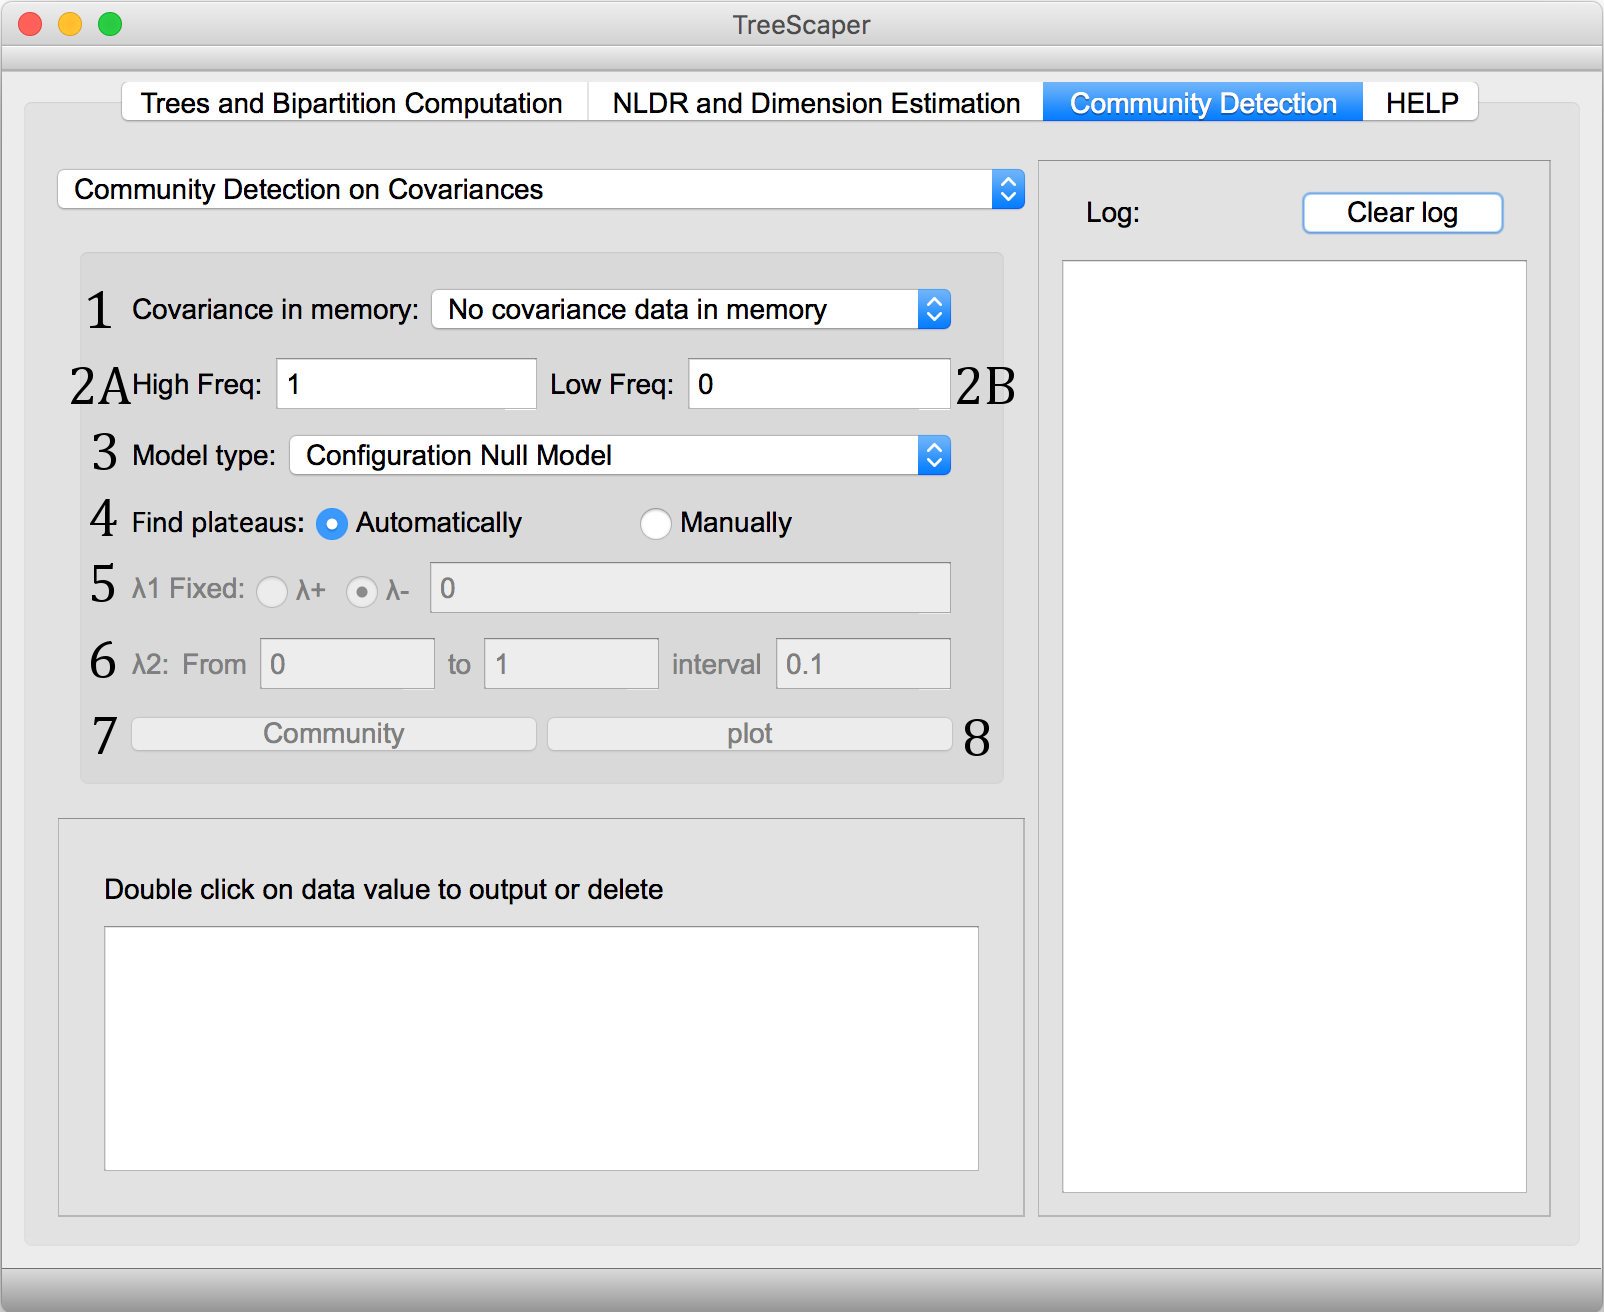 TreeScaper
Trees and Bipartition Computation NLDR and Dimension Estimation Community Detection HELP
Community Detection on Covariances
Log: Clear log
1 Covariance in memory: No covariance data in memory
2A High Freq: 1 Low Freq: 0 2B
3 Model type: Configuration Null Model
4 Find plateaus: Automatically Manually
5 λ1 Fixed: λ+ λ- 0
6 λ2: From 0 to 1 interval 0.1
7 Community plot 8
Double click on data value to output or delete